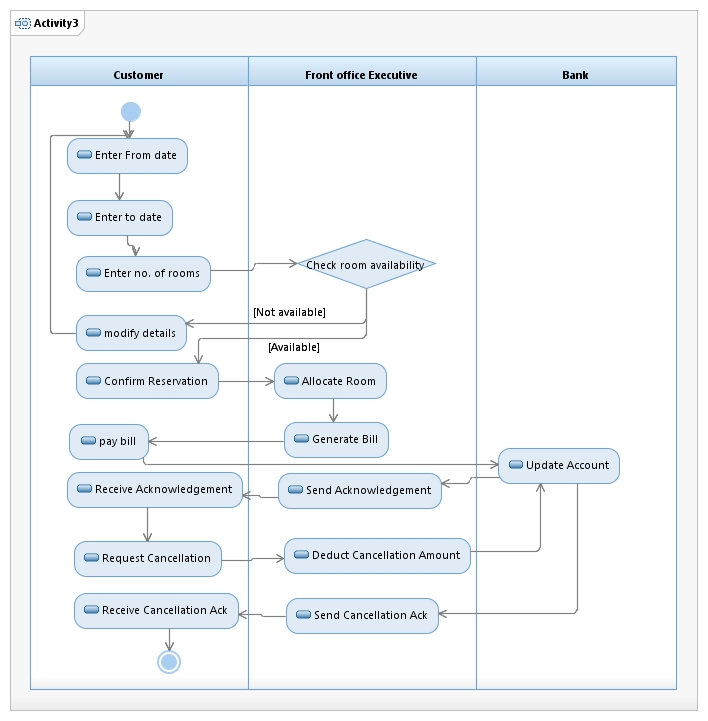 Activity3
Customer
Front office Executive
Bank
Enter From date
Enter to date
Enter no. of rooms
Check room availability
[Not available]
modify details
[Available]
Confirm Reservation
Allocate Room
pay bill
Generate Bill
Update Account
Receive Acknowledgement
Send Acknowledgement
Request Cancellation
Deduct Cancellation Amount
Receive Cancellation Ack
Send Cancellation Ack